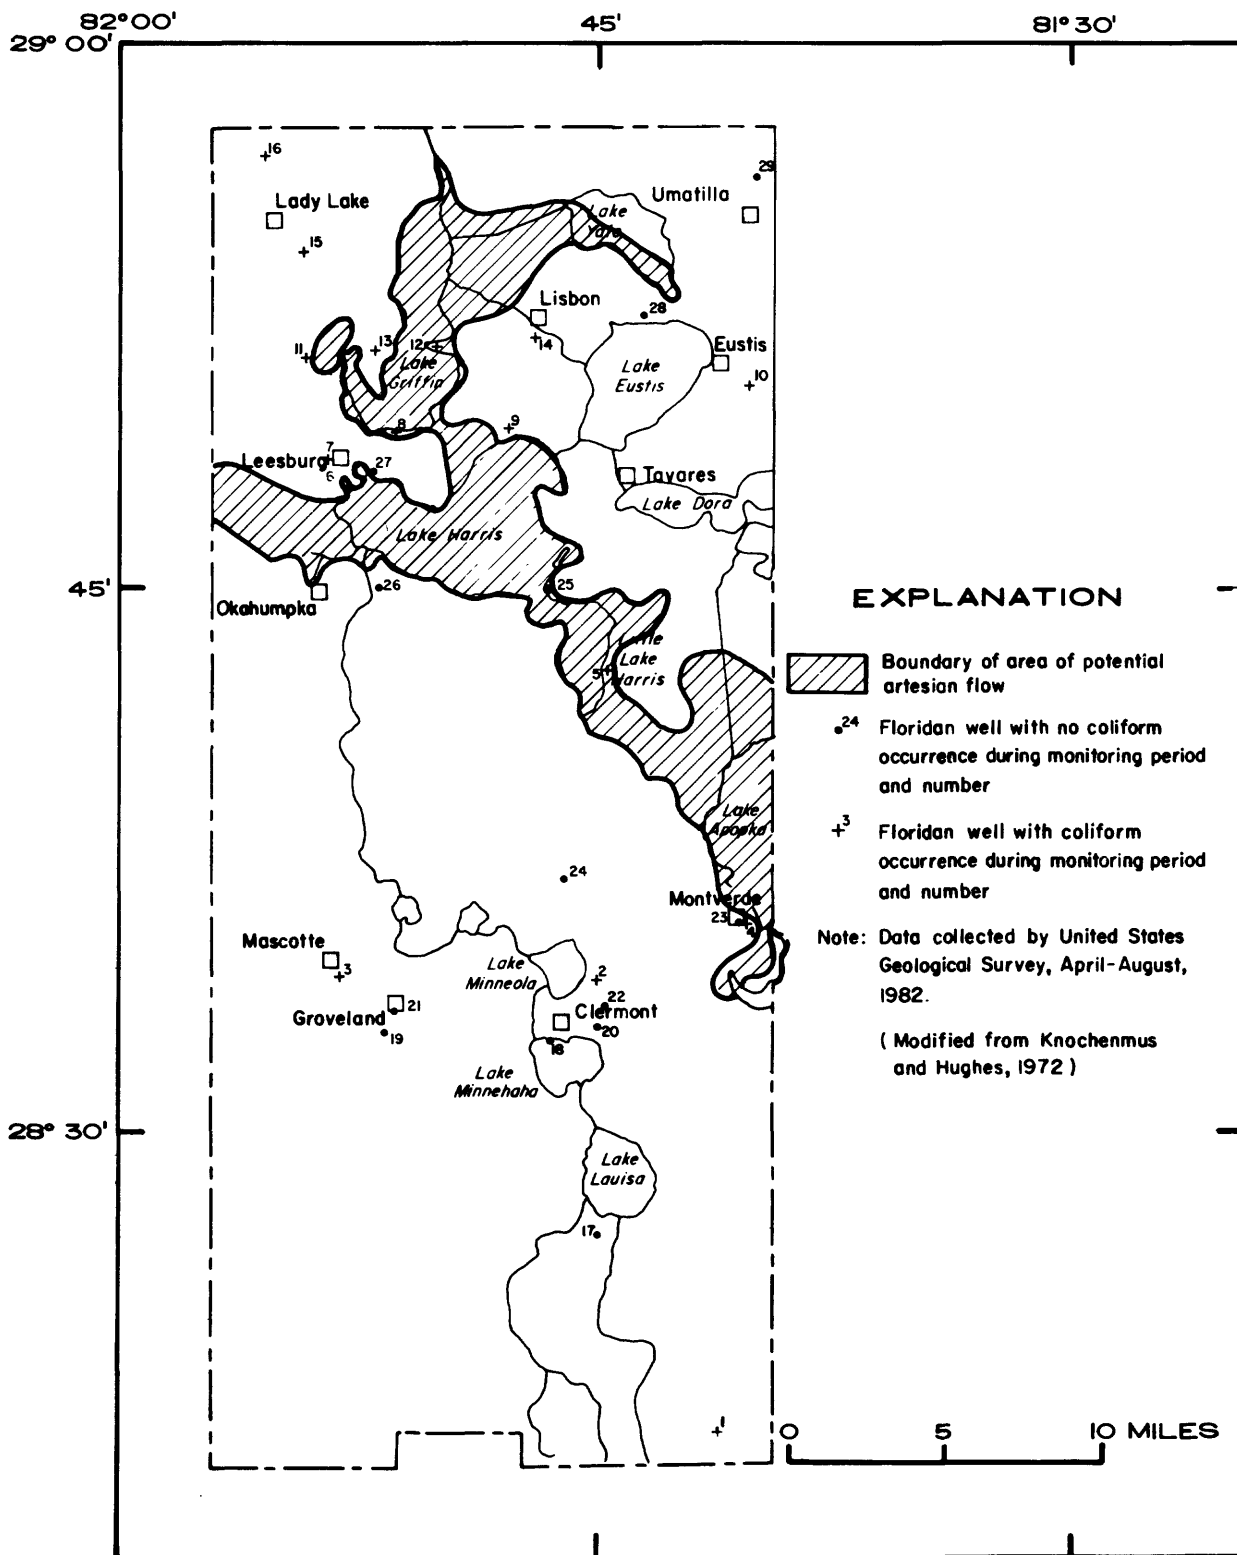 82°00' 45' 81°30'
29°00'
+16
29
Umatilla
Lady Lake
Lake
Yale
+15
Lisbon
28
11+ +13 12+
+14
Eustis
Lake
Griffin
Lake
Eustis
+10
8
+9
7
Leesburg
6
27
Tavares
Lake Dora
Lake Harris
45'
26
25
Okahumpka
EXPLANATION
Lake
Harris
5+
Boundary of area of potential
artesian flow
•24 Floridan well with no coliform
occurrence during monitoring period
and number
+3 Floridan well with coliform
occurrence during monitoring period
and number
Note: Data collected by United States
Geological Survey, April-August,
1982.
(Modified from Knochenmus
and Hughes, 1972)
Lake
Apopka
24
Montverde
23
4
Mascotte
+3
Lake
Minneola
+2
22
21
Groveland
19
Clermont
20
18
Lake
Minnehaha
28°30'
Lake
Louisa
17
+1
0 5 10 MILES